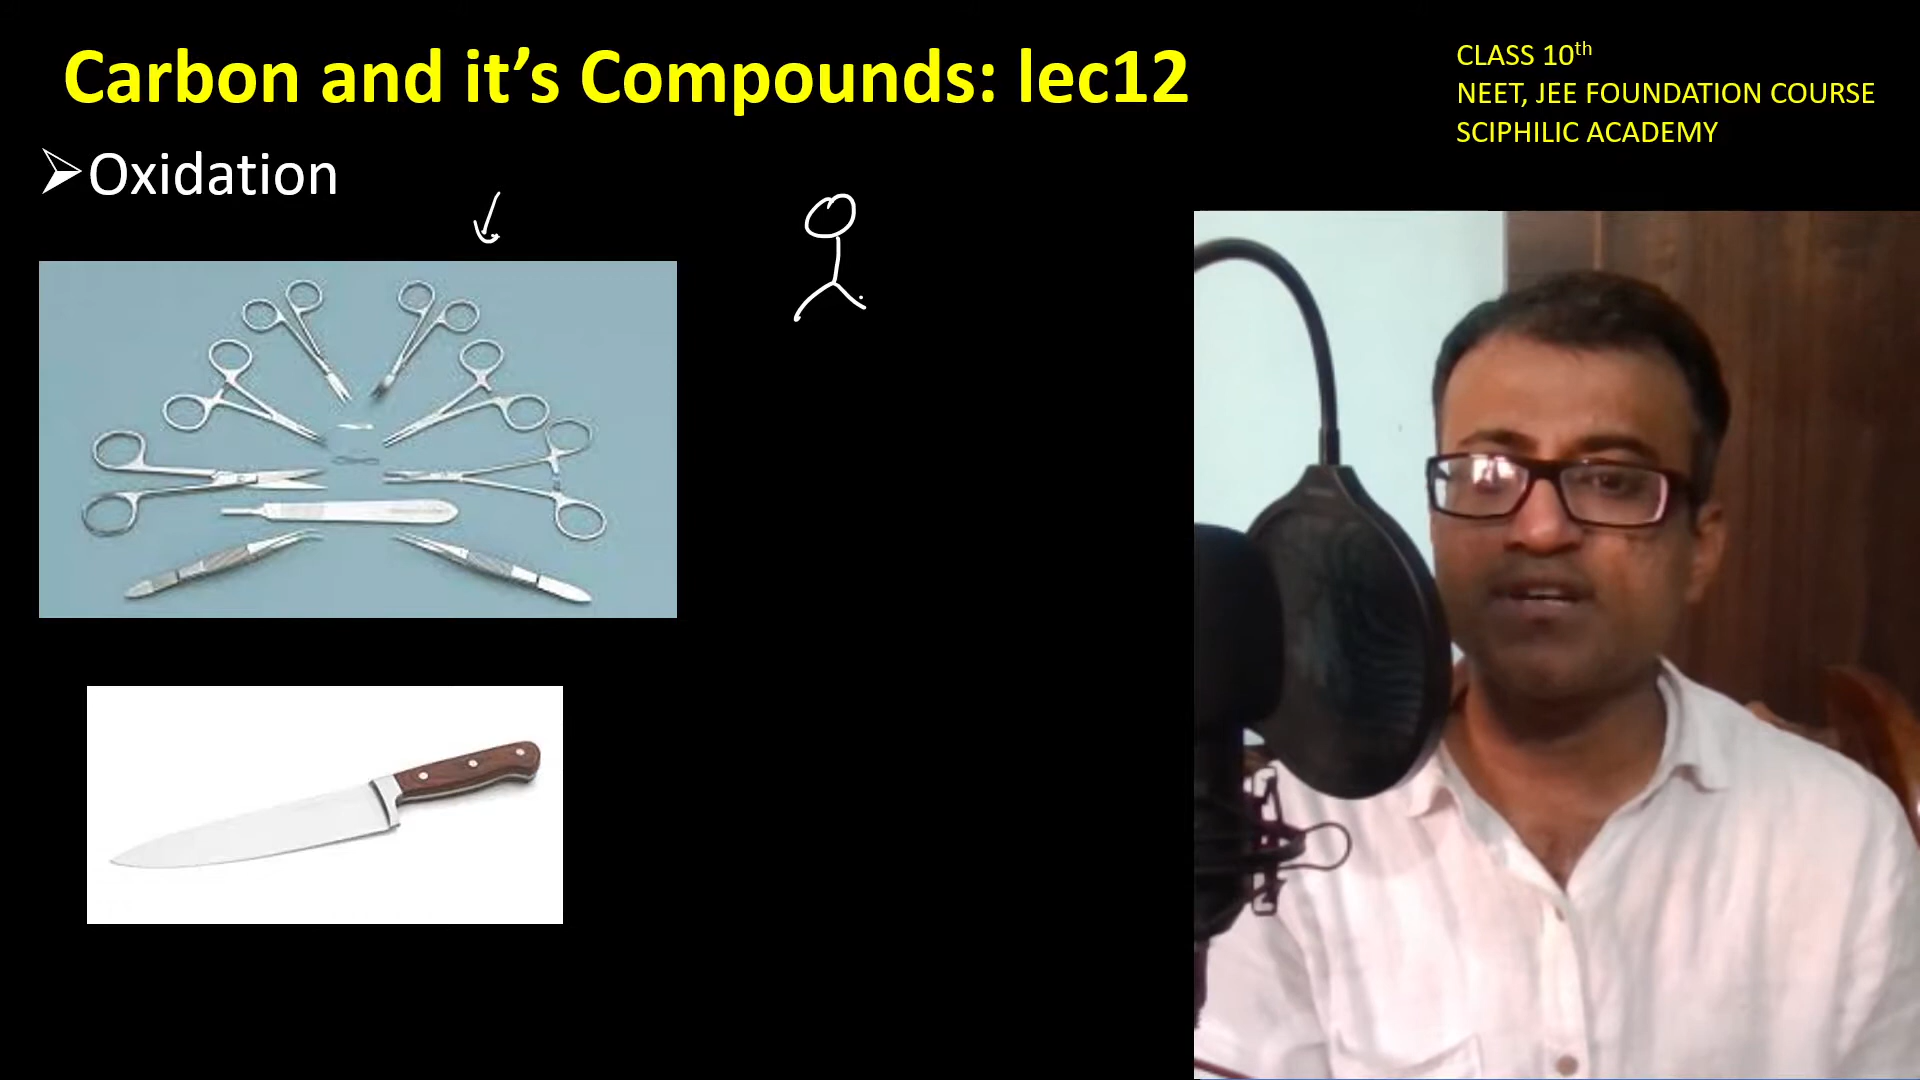 Carbon and it’s Compounds: lec12
CLASS 10th
NEET, JEE FOUNDATION COURSE
SCIPHILIC ACADEMY
Oxidation